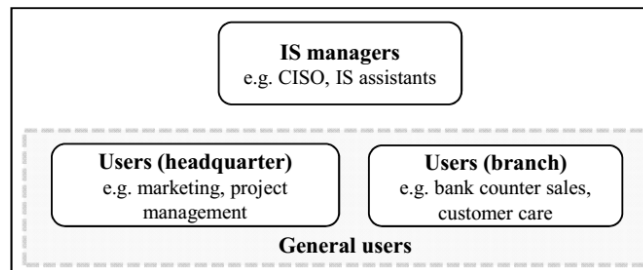 IS managers
e.g. CISO, IS assistants
Users (headquarter)
e.g. marketing, project
management
Users (branch)
e.g. bank counter sales,
customer care
General users